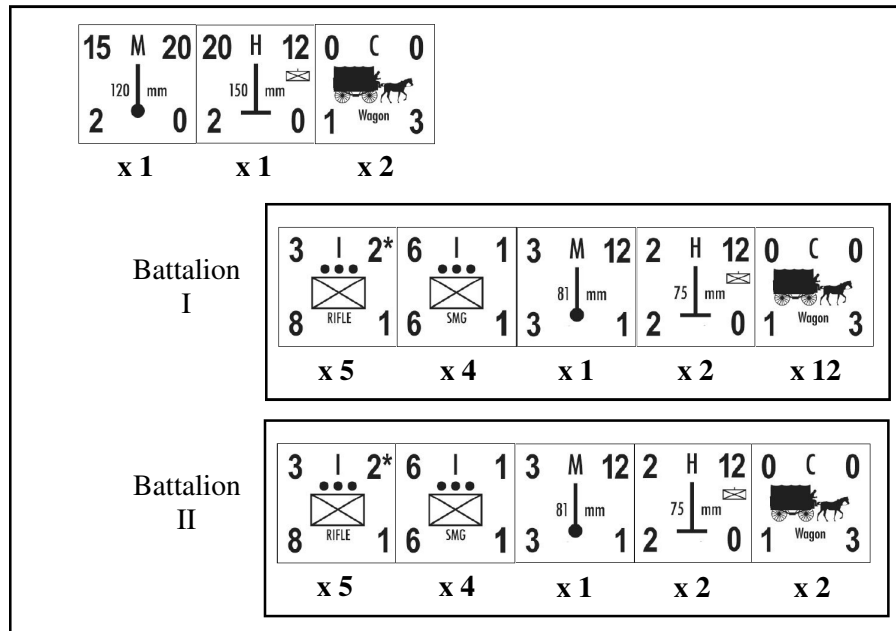 15 M 20 20 H 12 0 C 0
120 mm 150 mm
2 0 2 0 1 Wagon 3
x 1 x 1 x 2
Battalion
I
3 I 2* 6 I 1 3 M 12 2 H 12 0 C 0
81 mm 75 mm
8 RIFLE 1 6 SMG 1 3 1 2 0 1 Wagon 3
x 5 x 4 x 1 x 2 x 12
Battalion
II
3 I 2* 6 I 1 3 M 12 2 H 12 0 C 0
81 mm 75 mm
8 RIFLE 1 6 SMG 1 3 1 2 0 1 Wagon 3
x 5 x 4 x 1 x 2 x 2